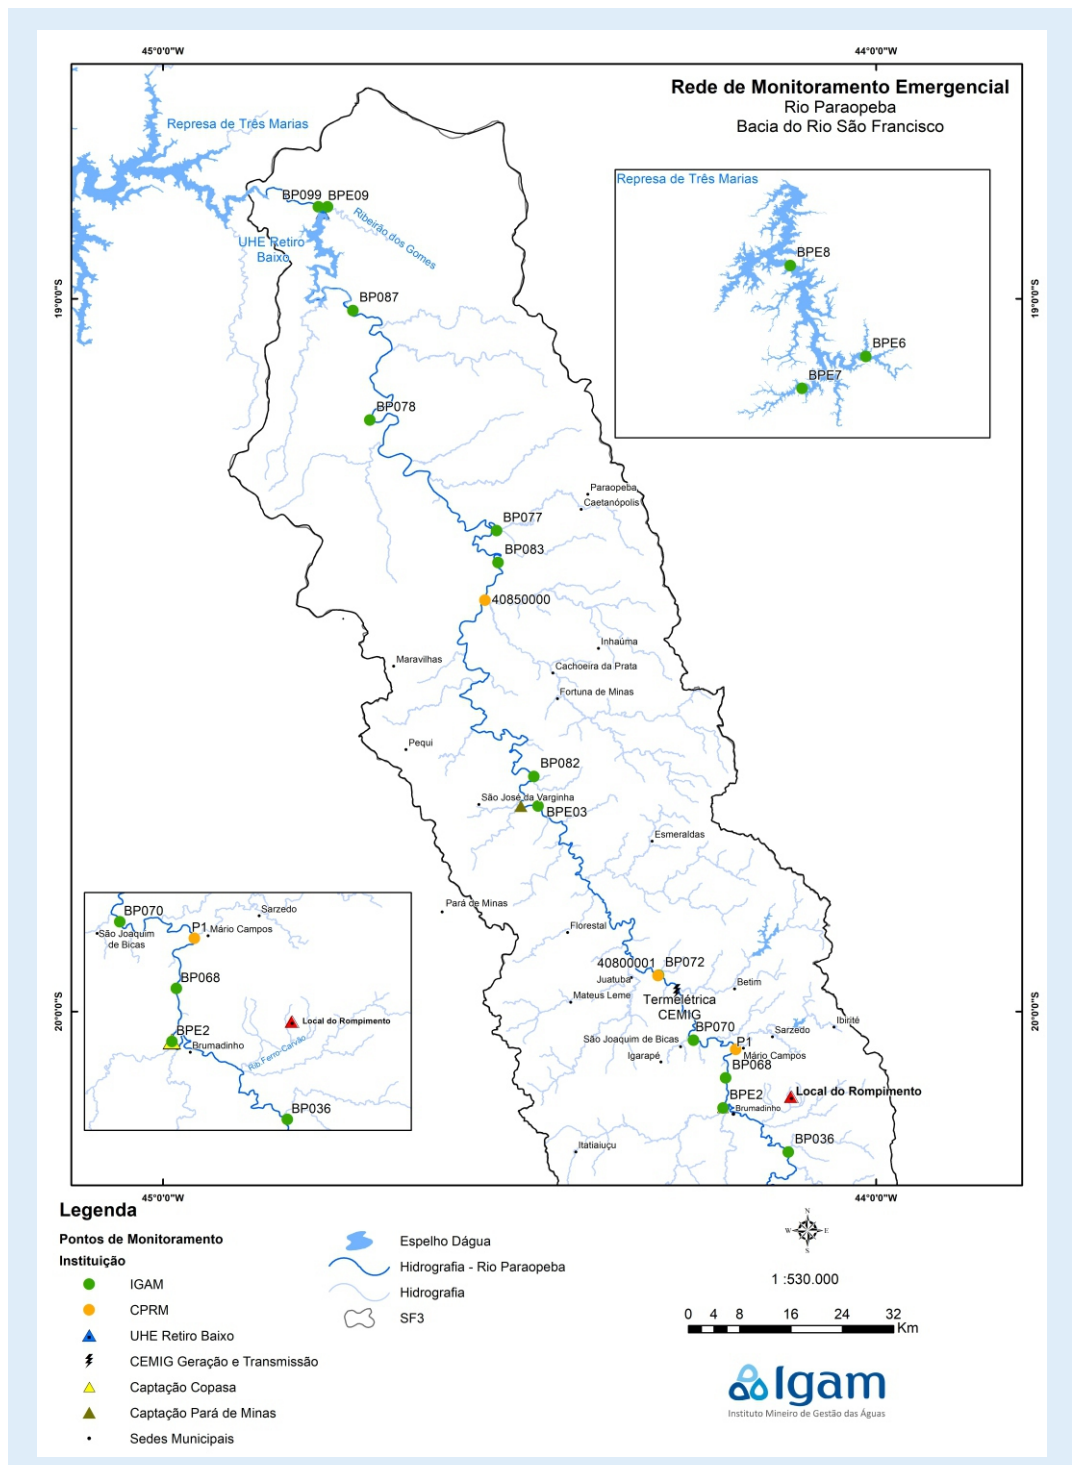 45°0'0"W
44°0'0"W
Rede de Monitoramento Emergencial
Rio Paraopeba
Bacia do Rio São Francisco
Represa de Três Marias
Represa de Três Marias
BP099
BPE09
Ribeirão dos Gomes
UHE Retiro
Baixo
BPE8
BPE6
BPE7
19°0'0"S
19°0'0"S
BP087
BP078
Paraopeba
Caetanópolis
BP077
BP083
40850000
Inhaúma
Maravilhas
Cachoeira da Prata
Fortuna de Minas
Pequi
BP082
São José da Varginha
BPE03
Esmeraldas
Pará de Minas
Florestal
40800001
BP072
Juatuba
Betim
Mateus Leme
Termelétrica
CEMIG
20°0'0"S
20°0'0"S
BP070
Ibirité
Sarzedo
São Joaquim de Bicas
P1
Igarapé
Mário Campos
BP068
Local do Rompimento
BPE2
Brumadinho
BP036
Itatiaiuçu
BP070
Sarzedo
P1
Mário Campos
São Joaquim
de Bicas
BP068
Local do Rompimento
BPE2
Brumadinho
Rio Ferro-Carvão
BP036
45°0'0"W
44°0'0"W
Legenda
Pontos de Monitoramento
Instituição
IGAM
CPRM
UHE Retiro Baixo
CEMIG Geração e Transmissão
Captação Copasa
Captação Pará de Minas
Sedes Municipais
Espelho Dágua
Hidrografia - Rio Paraopeba
Hidrografia
SF3
N
W
E
S
1 :530.000
0 4 8 16 24 32
Km
Igam
Instituto Mineiro de Gestão das Águas